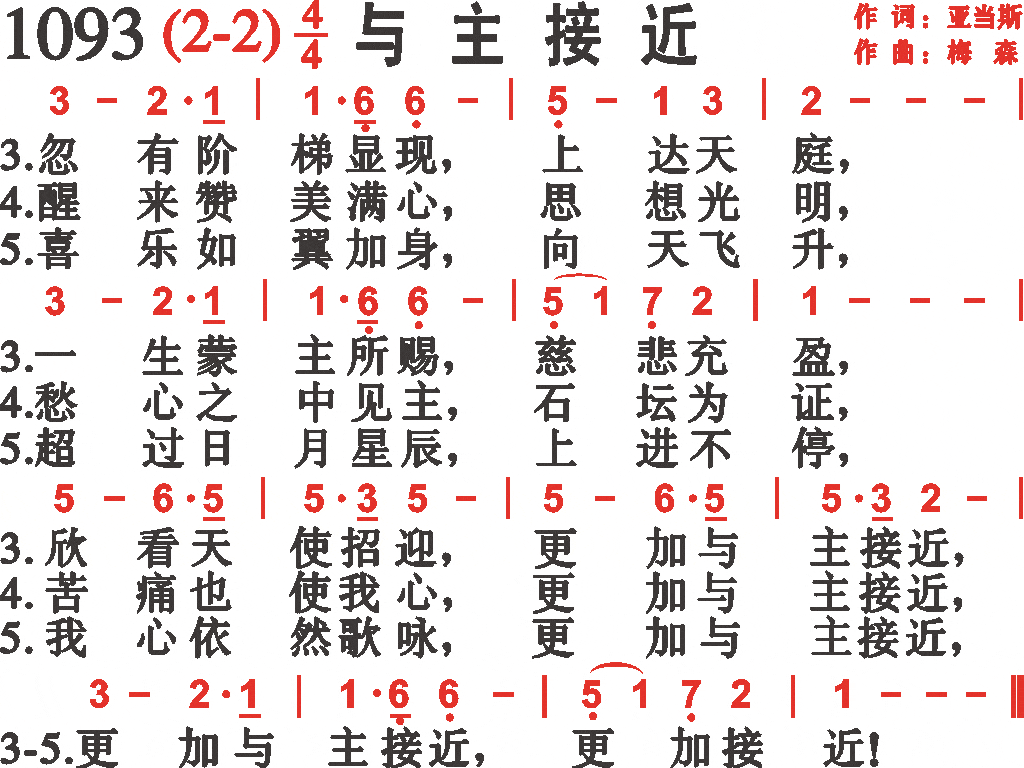 1093 (2-2) 4/4 与主接近 作词：亚当斯
作曲：梅森
3 - 2·1 | 1·6 6 - | 5 - 1 3 | 2 - - - |
3.忽有阶梯显现，上达天庭，
4.醒来赞美满心，思想光明，
5.喜乐如翼加身，向天飞升，
3 - 2·1 | 1·6 6 - | 5 1 7 2 | 1 - - - |
3.一生蒙主所赐，慈悲充盈，
4.愁心之中见主，石坛为证，
5.超过日月星辰，上进不停，
5 - 6·5 | 5·3 5 - | 5 - 6·5 | 5·3 2 - |
3.欣看天使招迎，更加与主接近，
4.苦痛也使我心，更加与主接近，
5.我心依然歌咏，更加与主接近，
3 - 2·1 | 1·6 6 - | 5 1 7 2 | 1 - - - ‖
3-5.更加与主接近，更加接近！